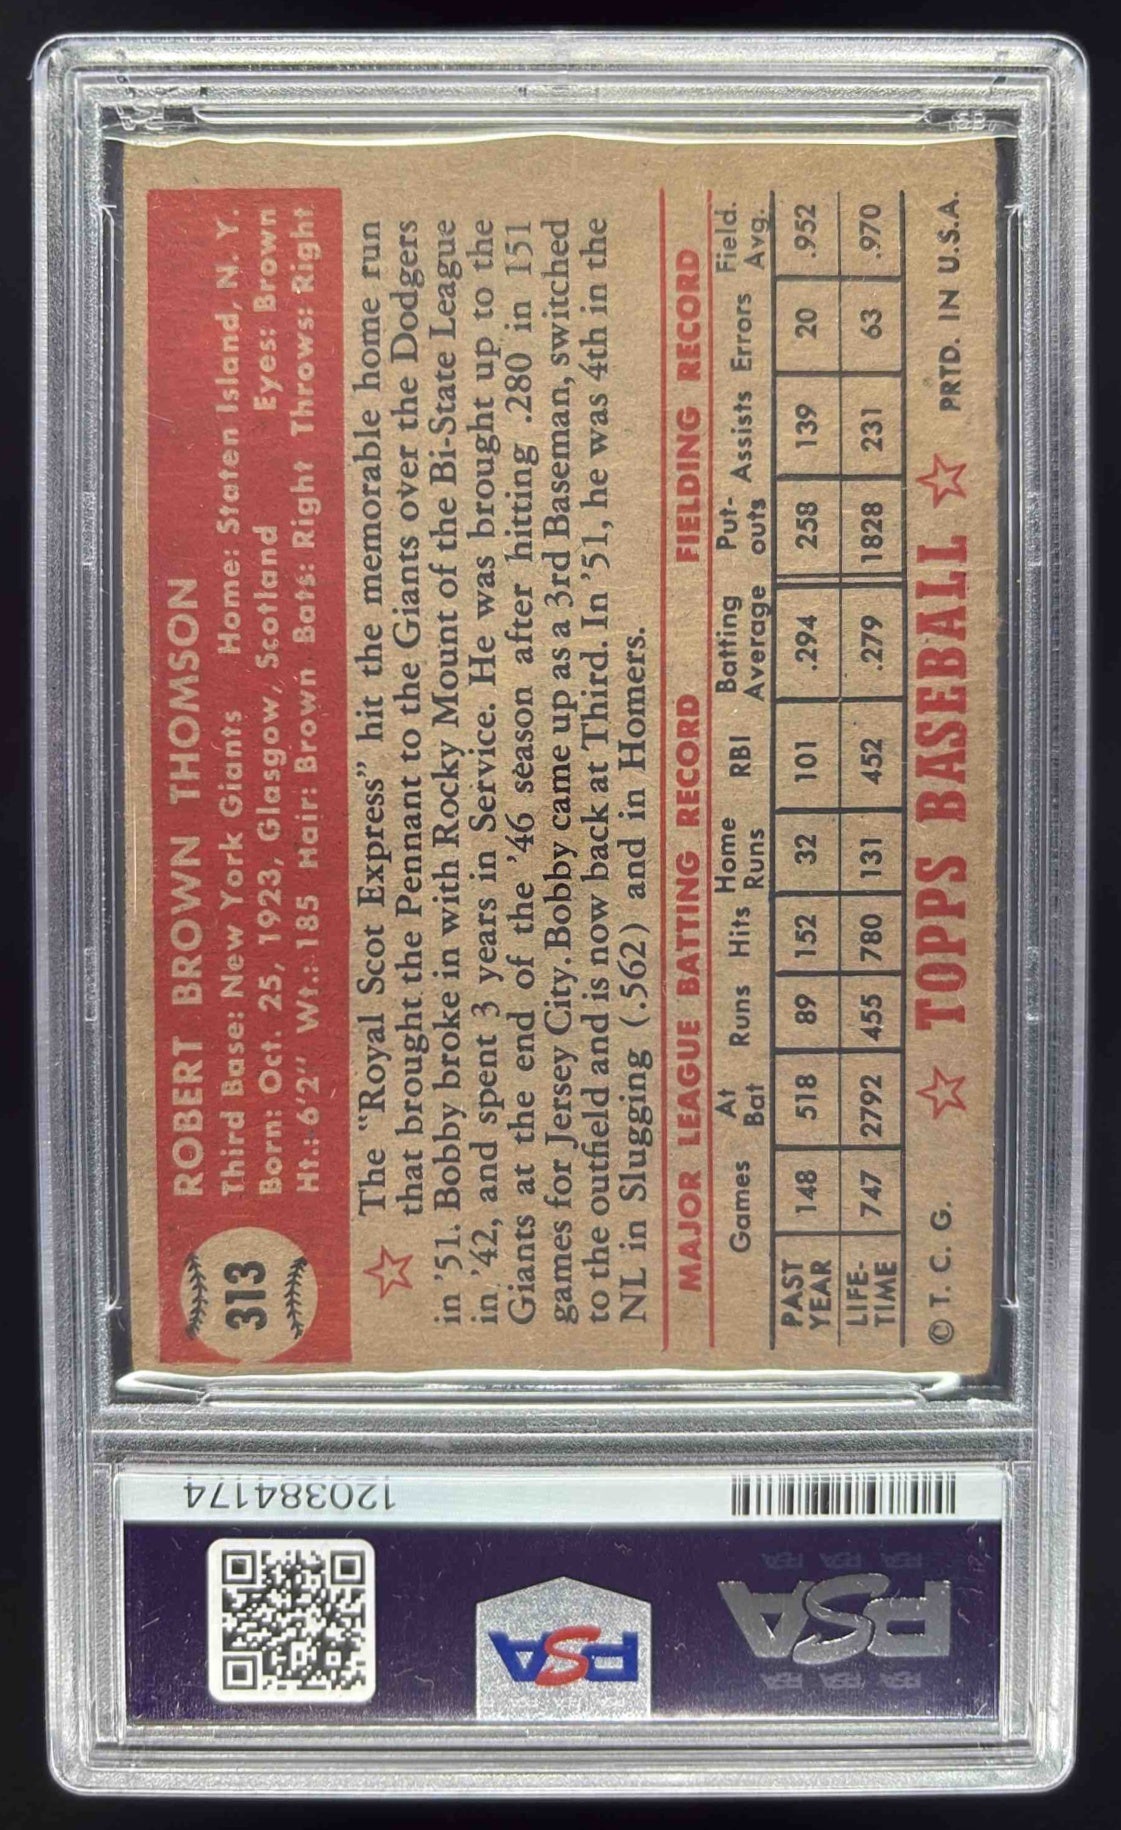 313
ROBERT BROWN THOMSON
Third Base: New York Giants Home: Staten Island, N. Y.
Born: Oct. 25, 1923, Glasgow, Scotland Eyes: Brown
Ht.: 6'2" Wt.: 185 Hair: Brown Bats: Right Throws: Right
The "Royal Scot Express" hit the memorable home run
that brought the Pennant to the Giants over the Dodgers
in '51. Bobby broke in with Rocky Mount of the Bi-State League
in '42, and spent 3 years in Service. He was brought up to the
Giants at the end of the '46 season after hitting .280 in 151
games for Jersey City. Bobby came up as a 3rd Baseman, switched
to the outfield and is now back at Third. In '51, he was 4th in the
NL in Slugging (.562) and in Homers.
MAJOR LEAGUE BATTING RECORD FIELDING RECORD
Games At Bat Runs Hits Home Runs RBI Batting Average Put-outs Assists Errors Field. Avg.
PAST YEAR 148 518 89 152 32 101 .294 258 139 20 .952
LIFE-TIME 747 2792 455 780 131 452 .279 1828 231 63 .970
© T. C. G. TOPPS BASEBALL PRTD. IN U.S.A.
120384174
PSA
PSA
PSA PSA PSA
PSA PSA PSA